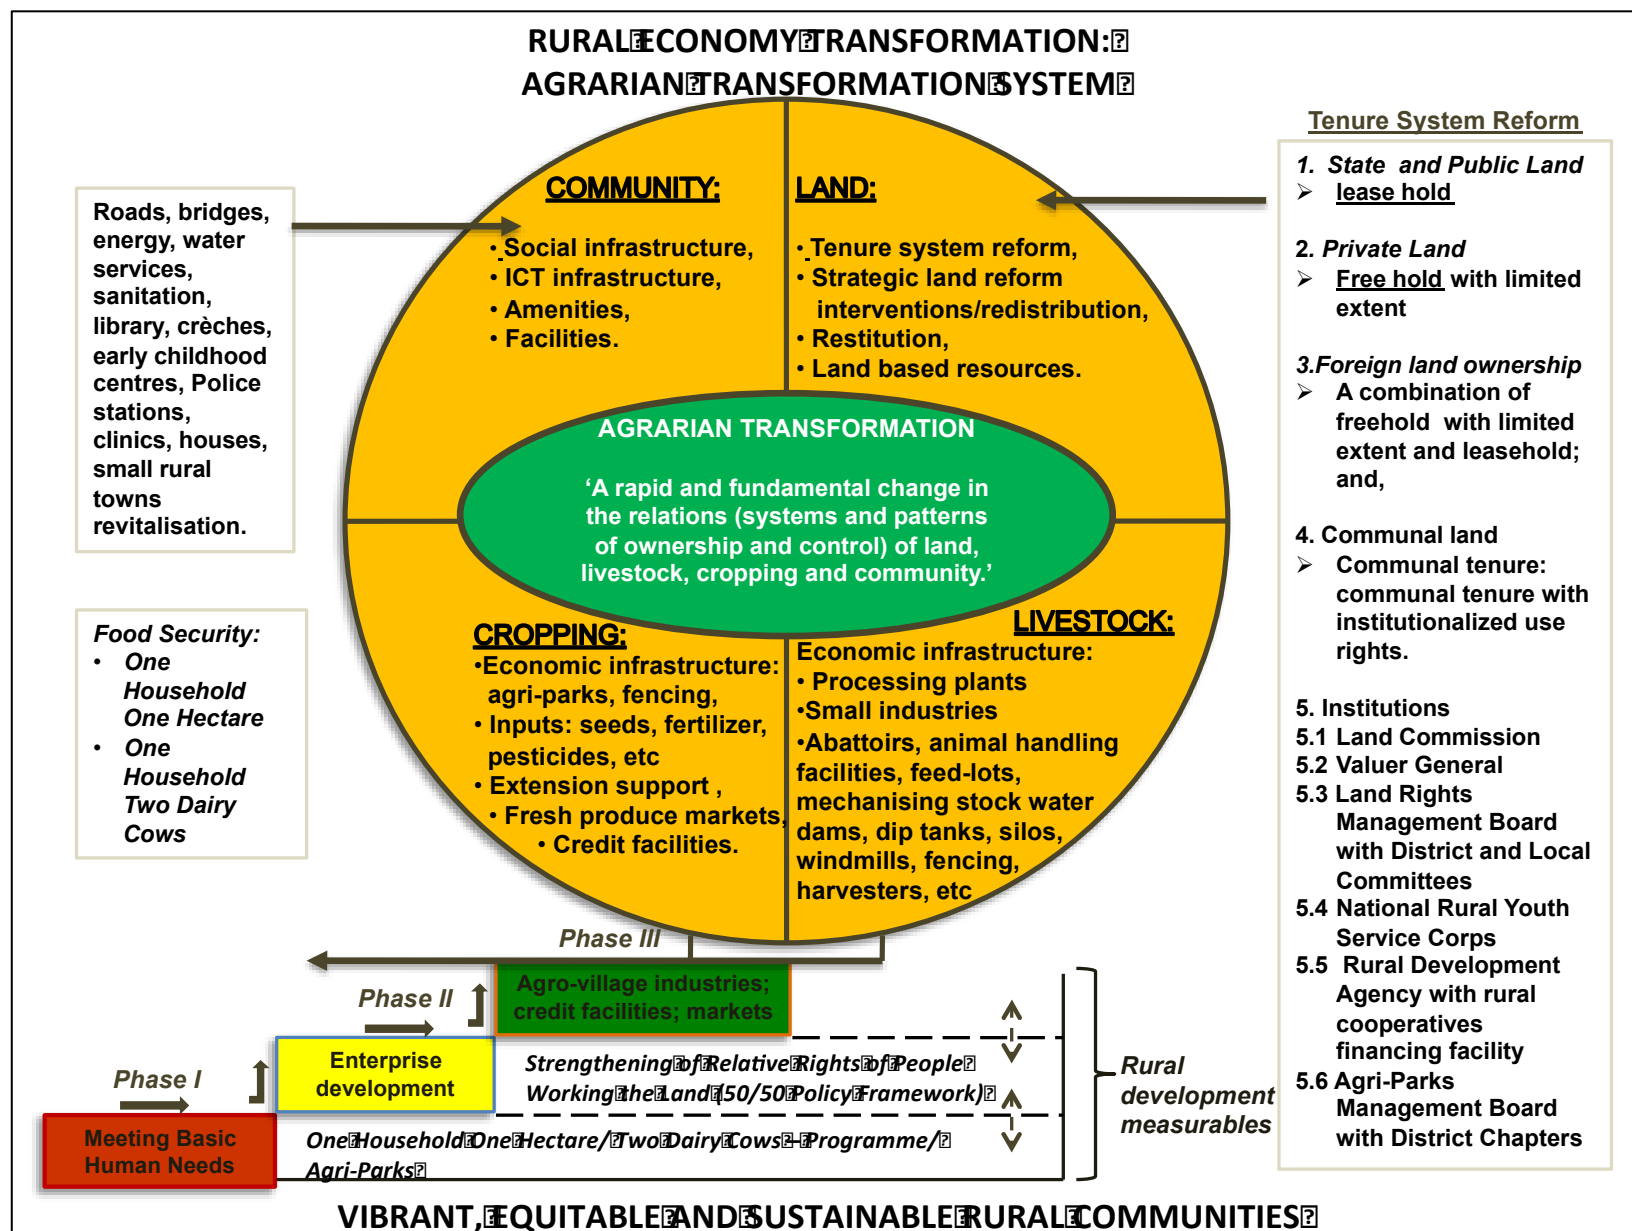 RURAL ECONOMY TRANSFORMATION:
AGRARIAN TRANSFORMATION SYSTEM
Roads, bridges,
energy, water
services,
sanitation,
library, crèches,
early childhood
centres, Police
stations,
clinics, houses,
small rural
towns
revitalisation.
Food Security:
• One
Household
One Hectare
• One
Household
Two Dairy
Cows
COMMUNITY:
• Social infrastructure,
• ICT infrastructure,
• Amenities,
• Facilities.
LAND:
• Tenure system reform,
• Strategic land reform
interventions/redistribution,
• Restitution,
• Land based resources.
AGRARIAN TRANSFORMATION
‘A rapid and fundamental change in
the relations (systems and patterns
of ownership and control) of land,
livestock, cropping and community.’
CROPPING:
•Economic infrastructure:
agri-parks, fencing,
• Inputs: seeds, fertilizer,
pesticides, etc
• Extension support ,
• Fresh produce markets,
• Credit facilities.
LIVESTOCK:
Economic infrastructure:
• Processing plants
•Small industries
•Abattoirs, animal handling
facilities, feed-lots,
mechanising stock water
dams, dip tanks, silos,
windmills, fencing,
harvesters, etc
Tenure System Reform
1. State and Public Land
➢ lease hold
2. Private Land
➢ Free hold with limited
extent
3.Foreign land ownership
➢ A combination of
freehold with limited
extent and leasehold;
and,
4. Communal land
➢ Communal tenure:
communal tenure with
institutionalized use
rights.
5. Institutions
5.1 Land Commission
5.2 Valuer General
5.3 Land Rights
Management Board
with District and Local
Committees
5.4 National Rural Youth
Service Corps
5.5 Rural Development
Agency with rural
cooperatives
financing facility
5.6 Agri-Parks
Management Board
with District Chapters
Phase III
Agro-village industries;
credit facilities; markets
Phase II
Enterprise
development
Strengthening of Relative Rights of People
Working the Land (50/50 Policy Framework)
Phase I
Meeting Basic
Human Needs
One Household One Hectare/ Two Dairy Cows – Programme/
Agri-Parks
Rural
development
measurables
VIBRANT, EQUITABLE AND SUSTAINABLE RURAL COMMUNITIES